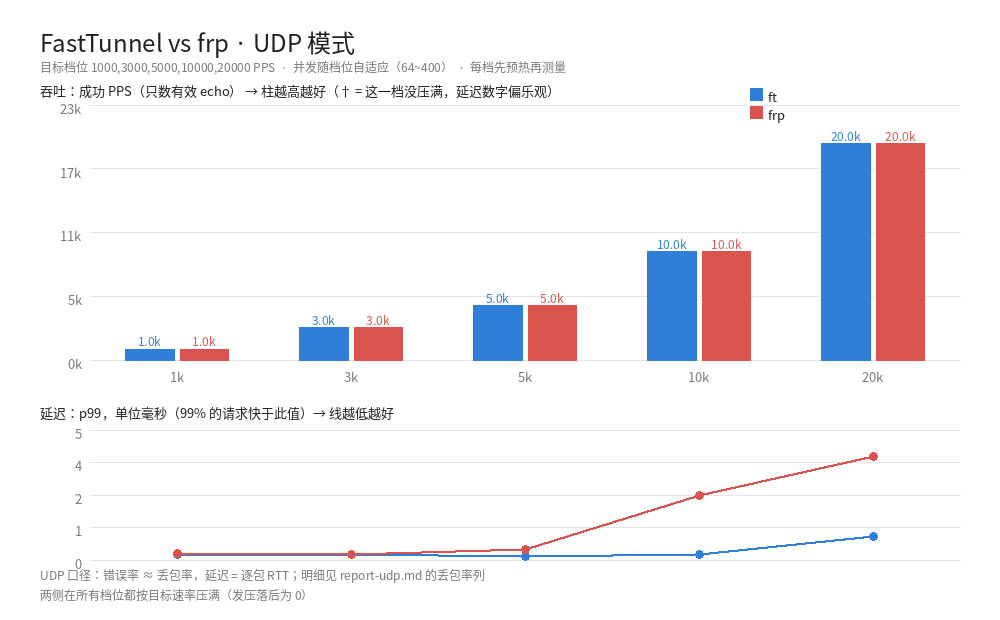 FastTunnel vs frp · UDP 模式
目标档位 1000,3000,5000,10000,20000 PPS · 并发随档位自适应（64~400） · 每档先预热再测量
吞吐：成功 PPS（只数有效 echo）→ 柱越高越好（† = 这一档没压满，延迟数字偏乐观）
ft
frp
23k
17k
11k
5k
0k
1.0k 1.0k 3.0k 3.0k 5.0k 5.0k 10.0k 10.0k 20.0k 20.0k
1k 3k 5k 10k 20k
延迟：p99，单位毫秒（99% 的请求快于此值）→ 线越低越好
5
4
2
1
0
UDP 口径：错误率 ≈ 丢包率，延迟 = 逐包 RTT；明细见 report-udp.md 的丢包率列
两侧在所有档位都按目标速率压满（发压落后为 0）